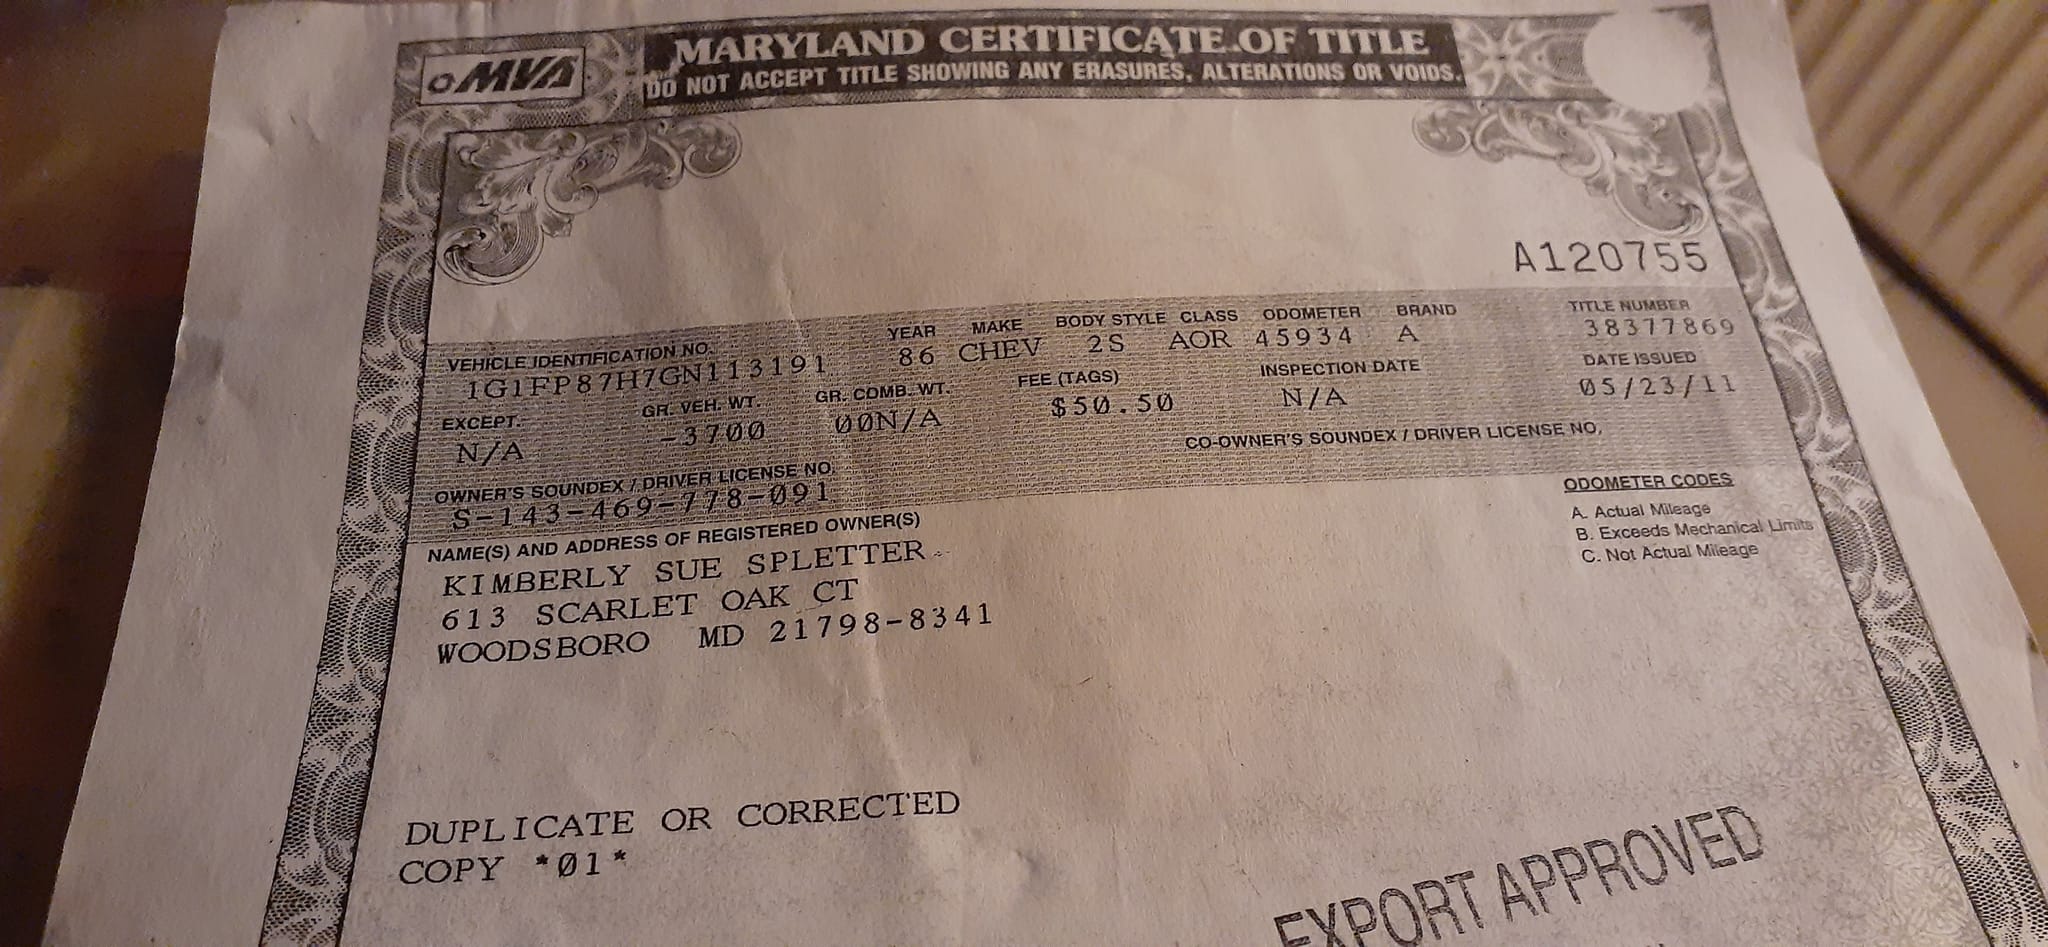 MVA
MARYLAND CERTIFICATE OF TITLE
DO NOT ACCEPT TITLE SHOWING ANY ERASURES, ALTERATIONS OR VOIDS.
A120755
VEHICLE IDENTIFICATION NO. YEAR MAKE BODY STYLE CLASS ODOMETER BRAND TITLE NUMBER
1G1FP87H7GN113191 86 CHEV 2S AOR 45934 A 38377869
EXCEPT. GR. VEH. WT. GR. COMB. WT. FEE (TAGS) INSPECTION DATE DATE ISSUED
N/A -3700 00N/A $50.50 N/A 05/23/11
OWNER'S SOUNDEX / DRIVER LICENSE NO. CO-OWNER'S SOUNDEX / DRIVER LICENSE NO.
S-143-469-778-091
NAME(S) AND ADDRESS OF REGISTERED OWNER(S)
KIMBERLY SUE SPLETTER
613 SCARLET OAK CT
WOODSBORO MD 21798-8341
ODOMETER CODES
A. Actual Mileage
B. Exceeds Mechanical Limits
C. Not Actual Mileage
DUPLICATE OR CORRECTED
COPY *01*
EXPORT APPROVED